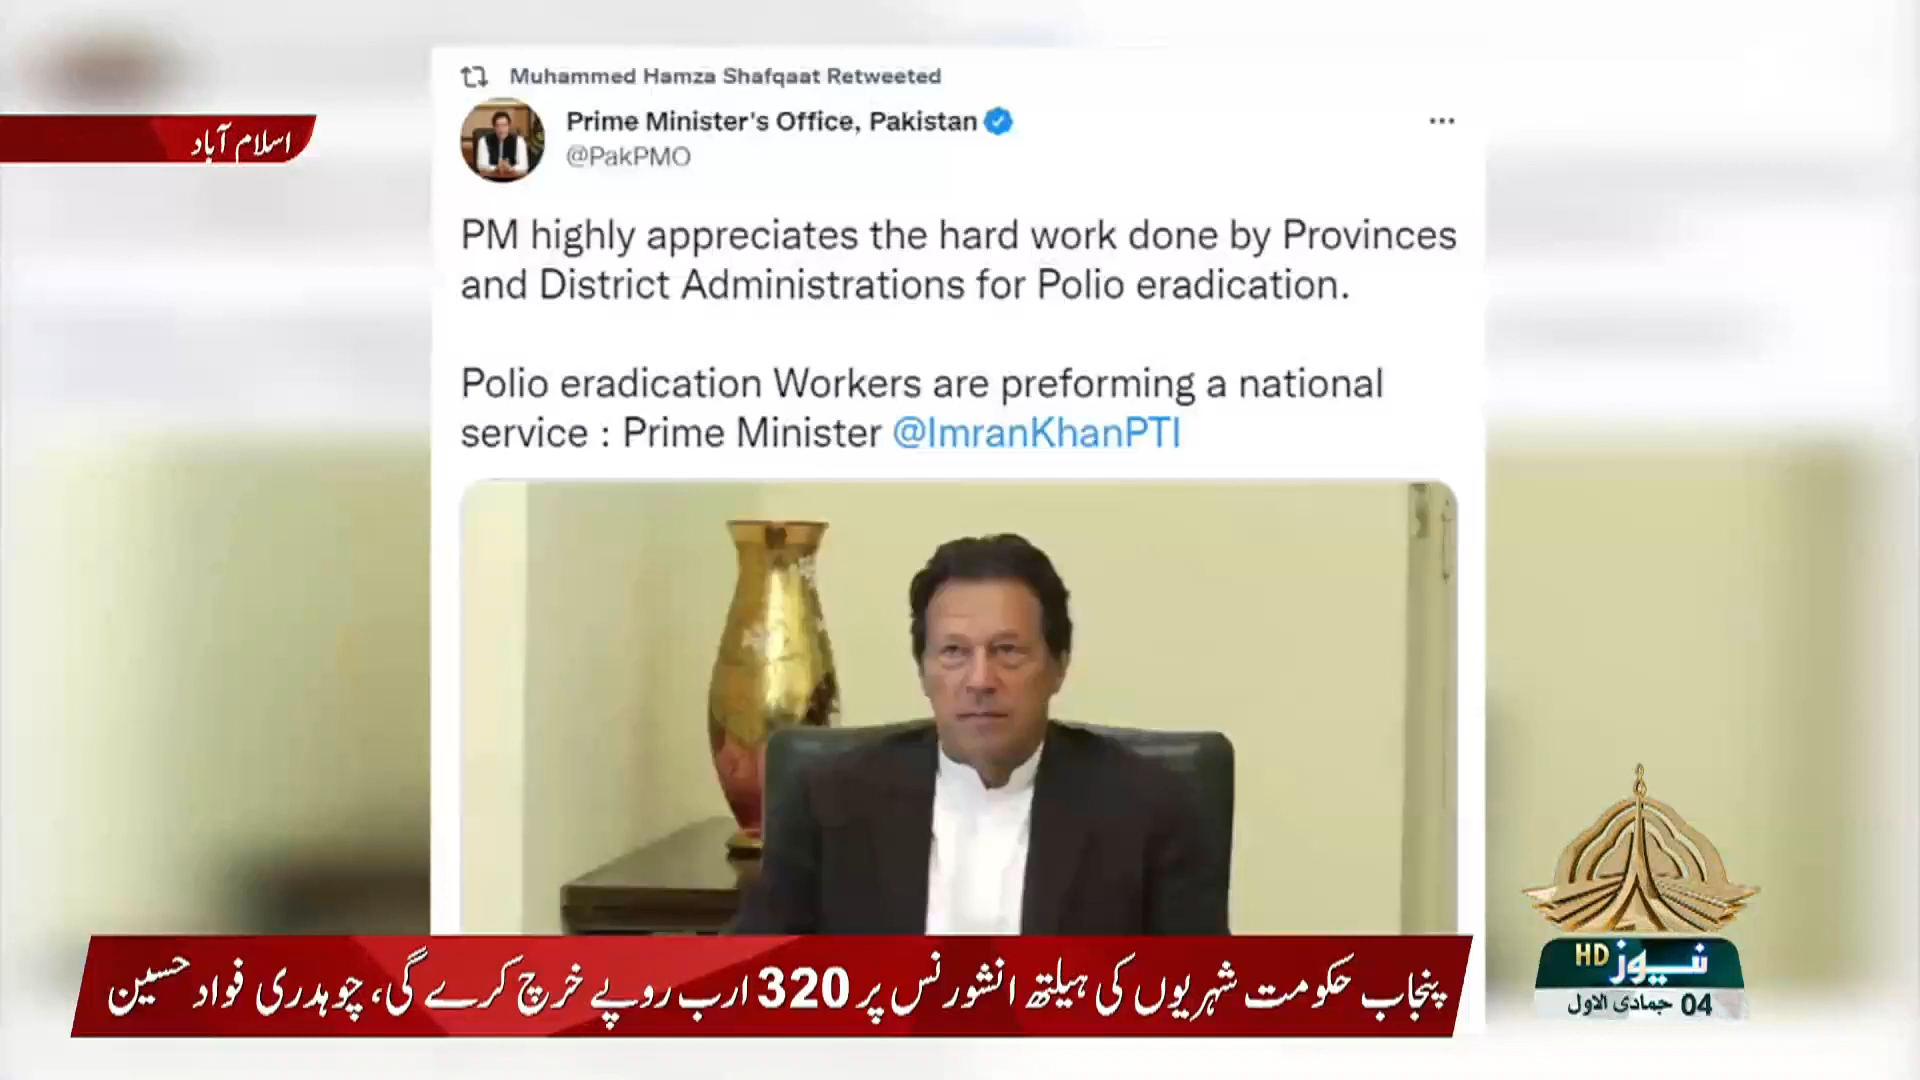 Muhammed Hamza Shafqaat Retweeted
Prime Minister's Office, Pakistan
@PakPMO
اسلام آباد
PM highly appreciates the hard work done by Provinces
and District Administrations for Polio eradication.
Polio eradication Workers are preforming a national
service : Prime Minister @ImranKhanPTI
پنجاب حکومت شہریوں کی ہیلتھ انشورنس پر 320 ارب روپے خرچ کرے گی، چوہدری فواد حسین
نیوز HD
04 جمادی الاول